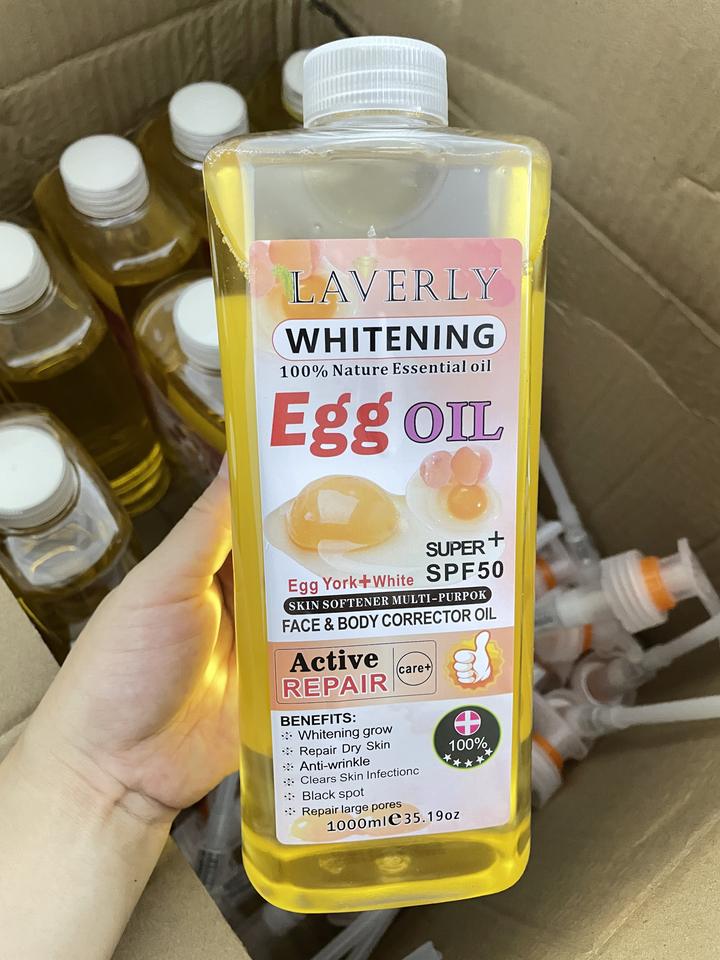 LAVERLY
WHITENING
100% Nature Essential oil
Egg OIL
SUPER+
SPF50
Egg York+White
SKIN SOFTENER MULTI-PURPOK
FACE & BODY CORRECTOR OIL
Active
REPAIR
care+
BENEFITS:
Whitening grow
Repair Dry Skin
Anti-wrinkle
Clears Skin Infectionc
Black spot
Repair large pores
100%
1000ml℮35.19oz